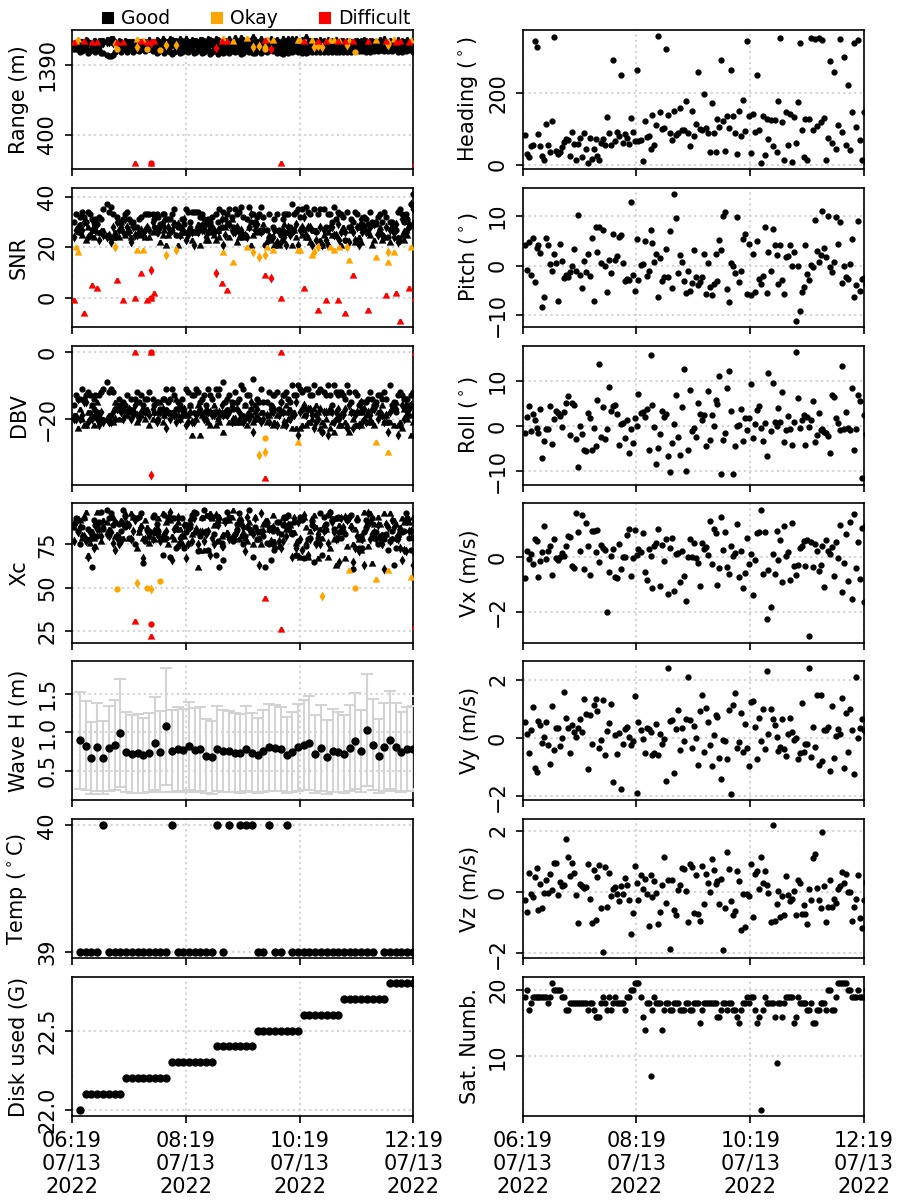 Good Okay Difficult
Range (m)
1390
400
Heading (°)
200
0
SNR
40
20
0
Pitch (°)
10
0
−10
DBV
0
−20
Roll (°)
10
0
−10
Xc
75
50
25
Vx (m/s)
0
−2
Wave H (m)
1.5
1.0
0.5
Vy (m/s)
2
0
−2
Temp (°C)
40
39
Vz (m/s)
2
0
−2
Disk used (G)
22.5
22.0
Sat. Numb.
20
10
06:19 08:19 10:19 12:19
07/13 07/13 07/13 07/13
2022 2022 2022 2022
06:19 08:19 10:19 12:19
07/13 07/13 07/13 07/13
2022 2022 2022 2022